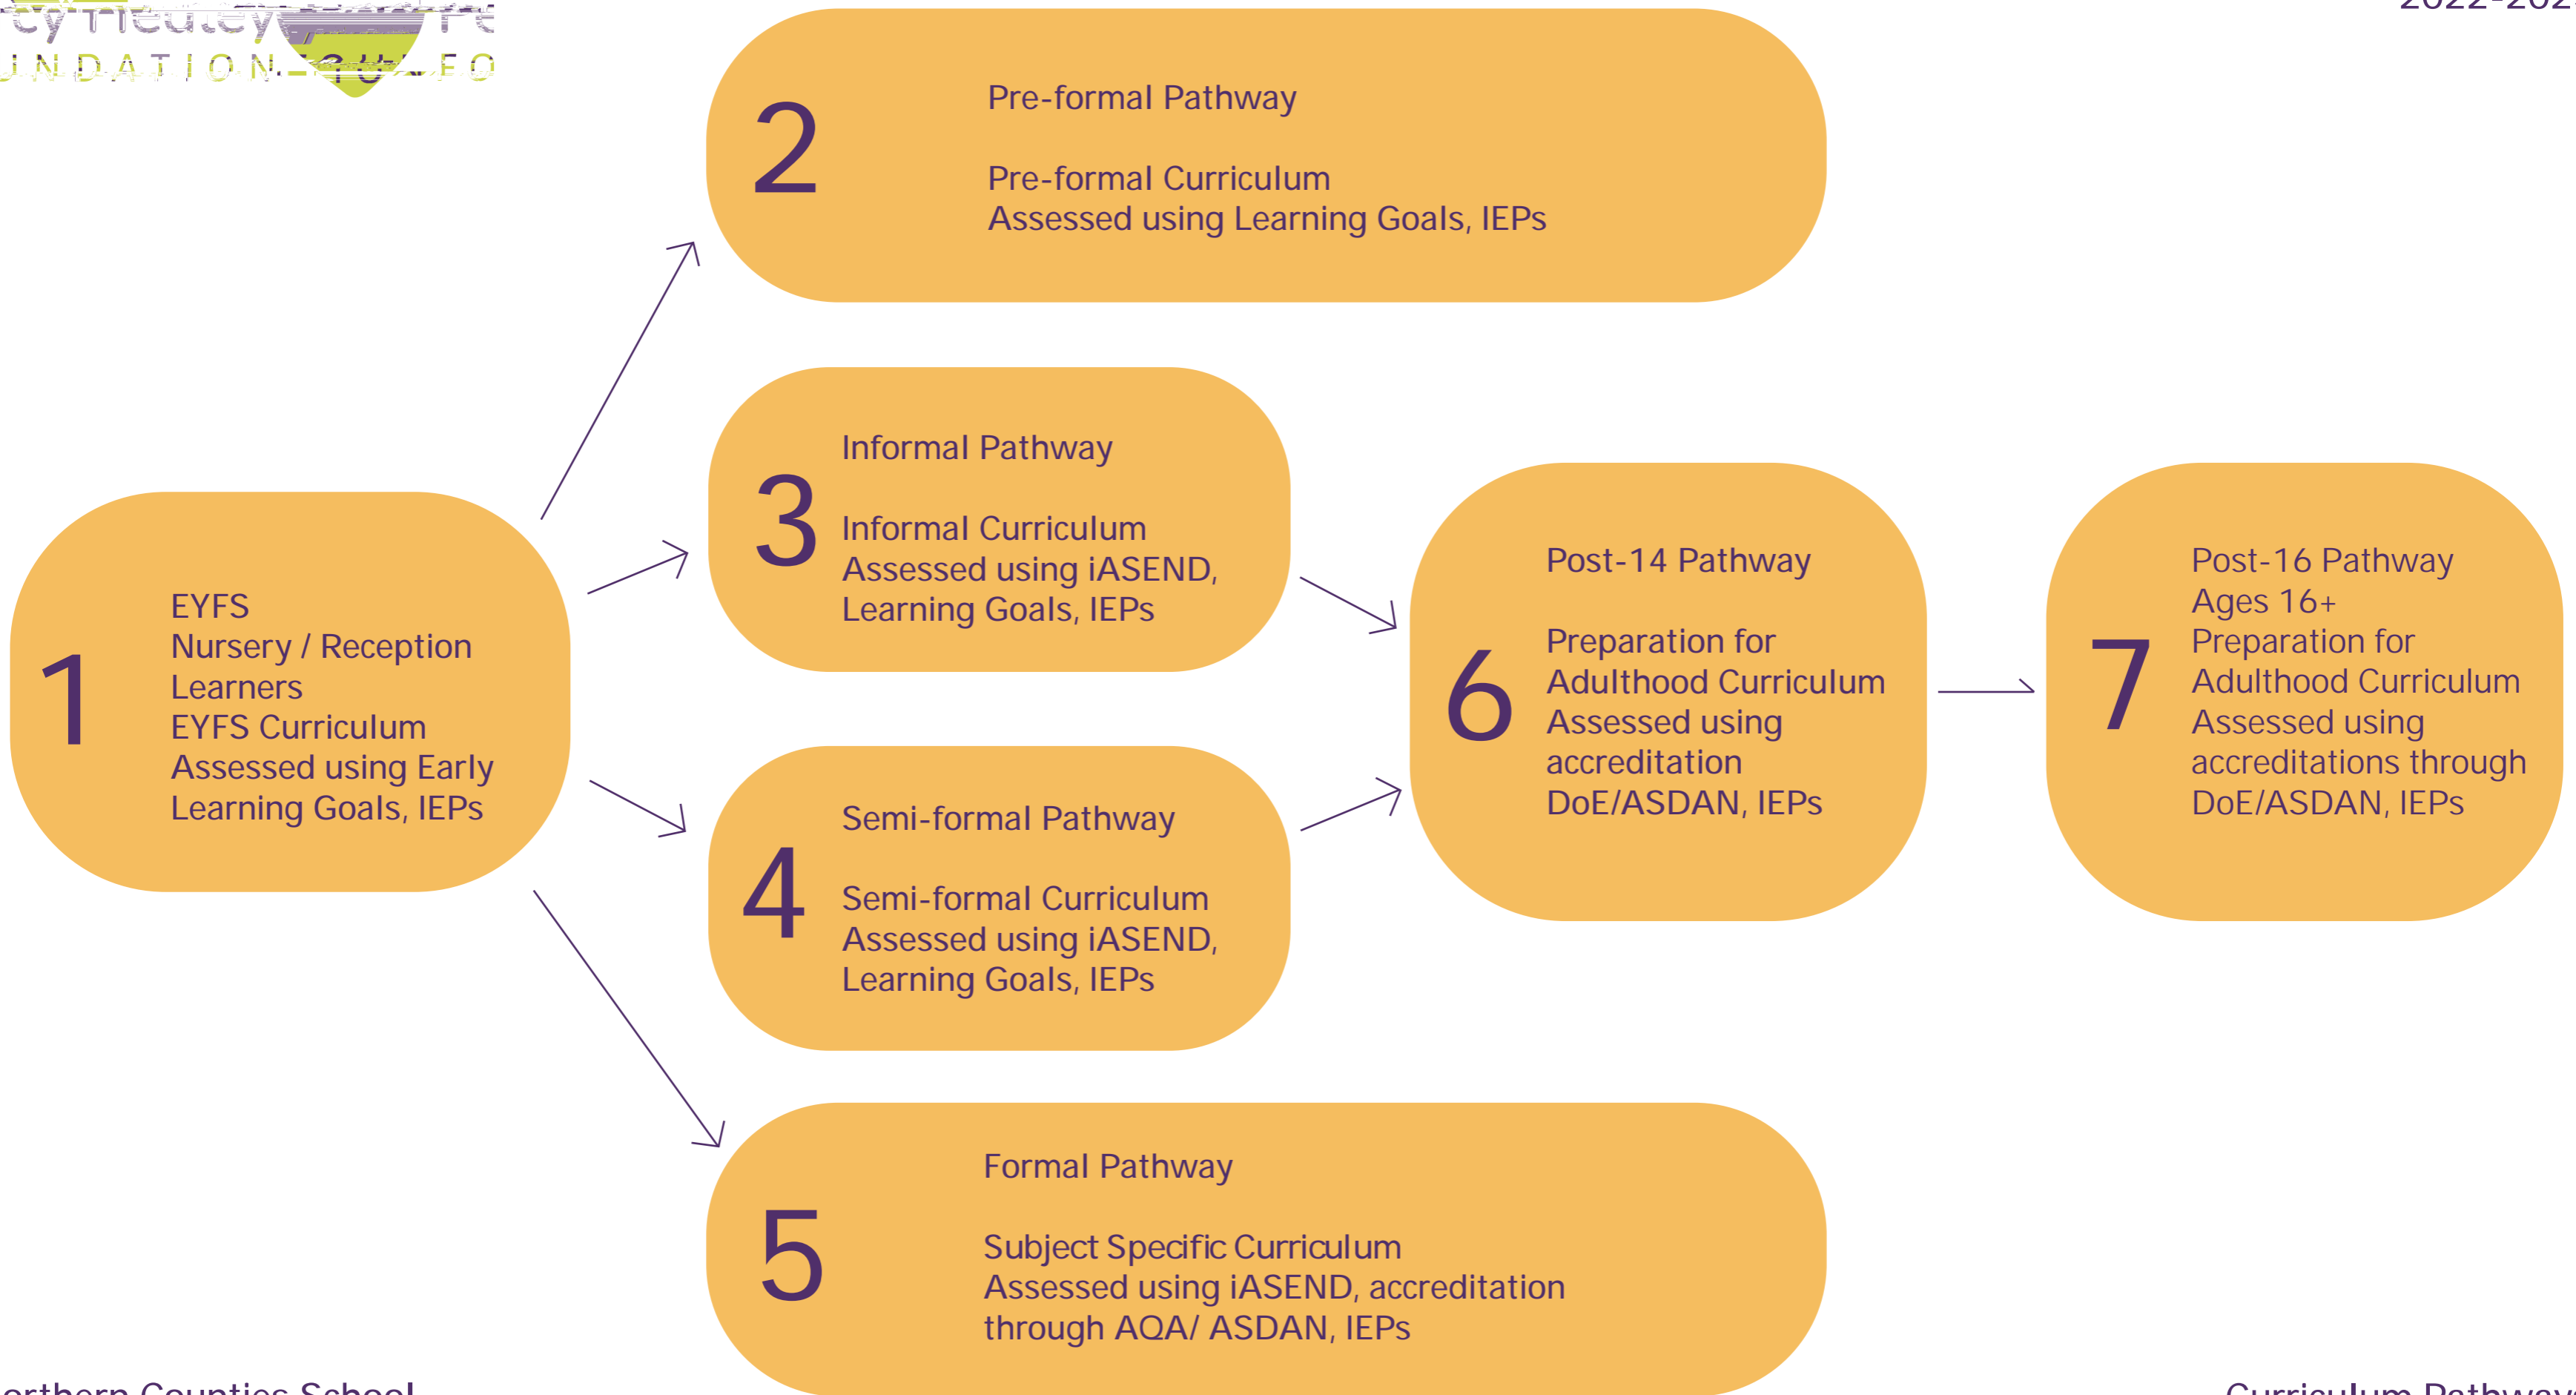 FOUNDATION
2
Pre-formal Pathway
Pre-formal Curriculum
Assessed using Learning Goals, IEPs
3
Informal Pathway
Informal Curriculum
Assessed using iASEND,
Learning Goals, IEPs
1
EYFS
Nursery / Reception
Learners
EYFS Curriculum
Assessed using Early
Learning Goals, IEPs
4
Semi-formal Pathway
Semi-formal Curriculum
Assessed using iASEND,
Learning Goals, IEPs
5
Formal Pathway
Subject Specific Curriculum
Assessed using iASEND, accreditation
through AQA/ ASDAN, IEPs
6
Post-14 Pathway
Preparation for
Adulthood Curriculum
Assessed using
accreditation
DoE/ASDAN, IEPs
7
Post-16 Pathway
Ages 16+
Preparation for
Adulthood Curriculum
Assessed using
accreditations through
DoE/ASDAN, IEPs
Counties School
Curriculum